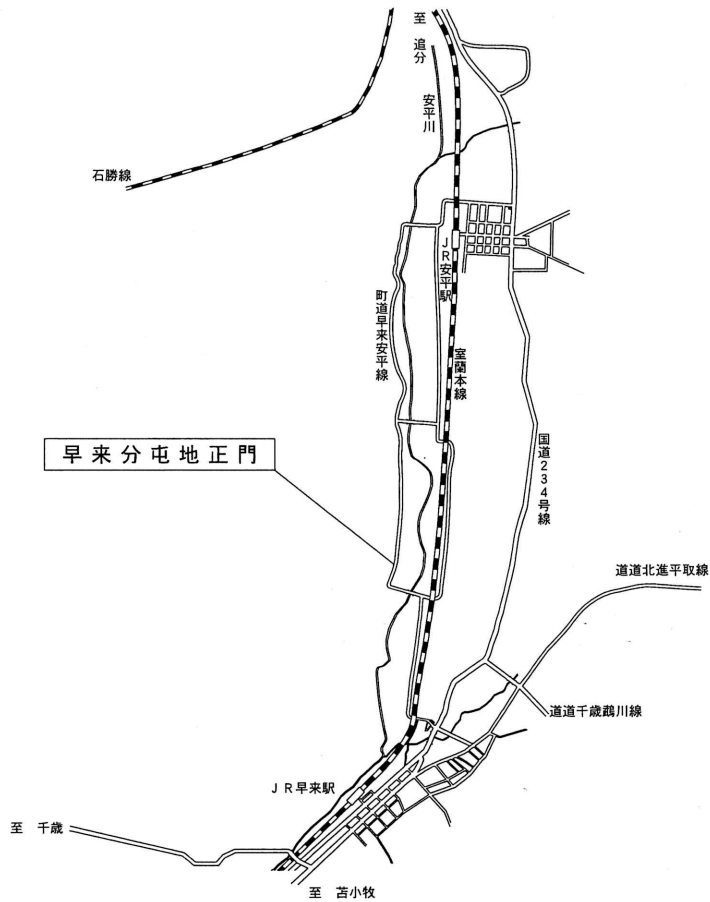 至　追分
安平川
石勝線
JR安平駅
町道早来安平線
室蘭本線
早来分屯地正門
国道234号線
道道北進平取線
道道千歳鵡川線
JR早来駅
至　千歳
至　苫小牧